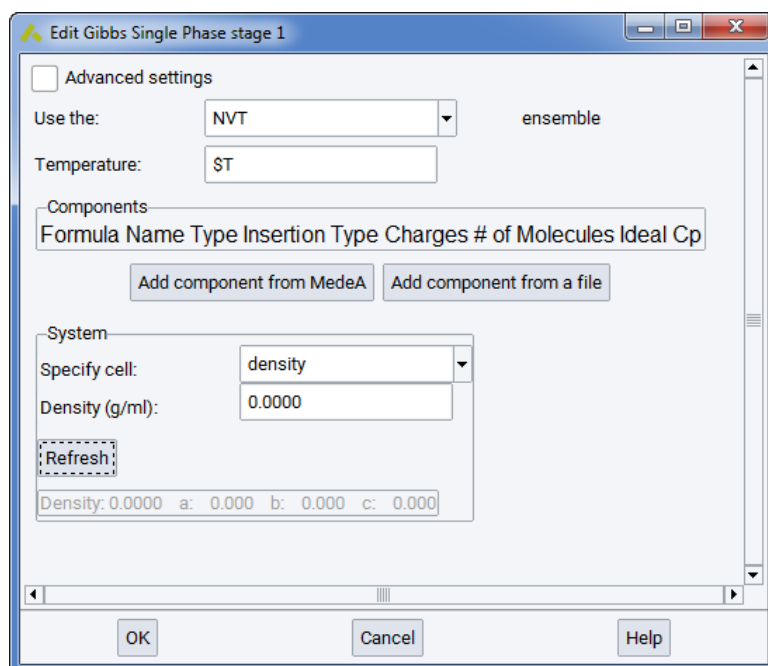 Edit Gibbs Single Phase stage 1
Advanced settings
Use the: NVT ensemble
Temperature: $T
Components
Formula Name Type Insertion Type Charges # of Molecules Ideal Cp
Add component from MedeA Add component from a file
System
Specify cell: density
Density (g/ml): 0.0000
Refresh
Density: 0.0000 a: 0.000 b: 0.000 c: 0.000
OK Cancel Help